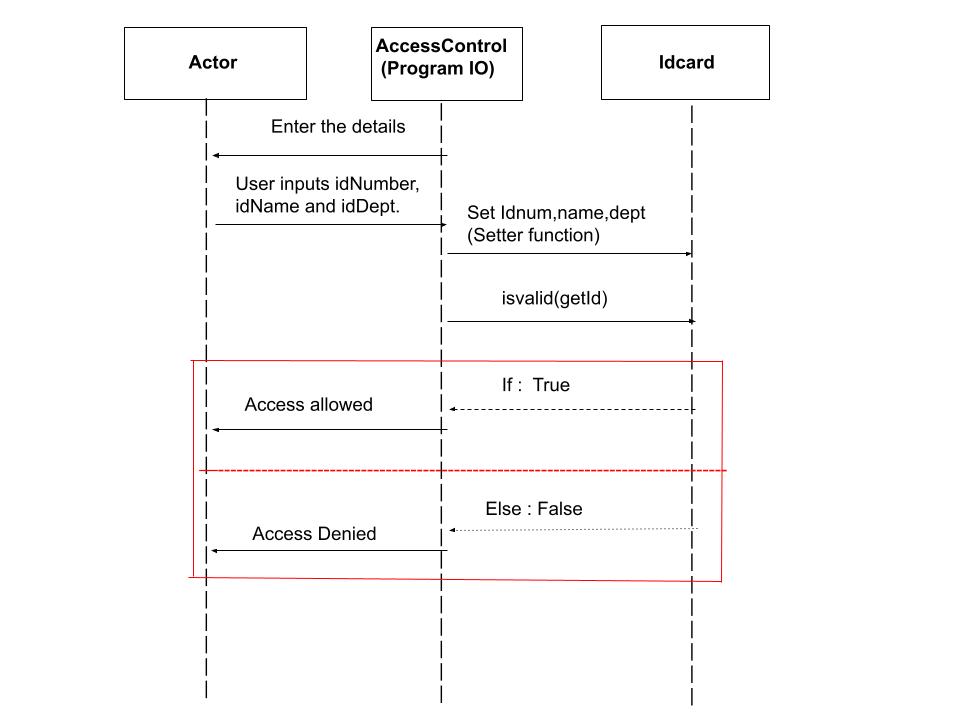 Actor
AccessControl
(Program IO)
Idcard
Enter the details
User inputs idNumber,
idName and idDept.
Set Idnum,name,dept
(Setter function)
isvalid(getId)
If : True
Access allowed
Else : False
Access Denied